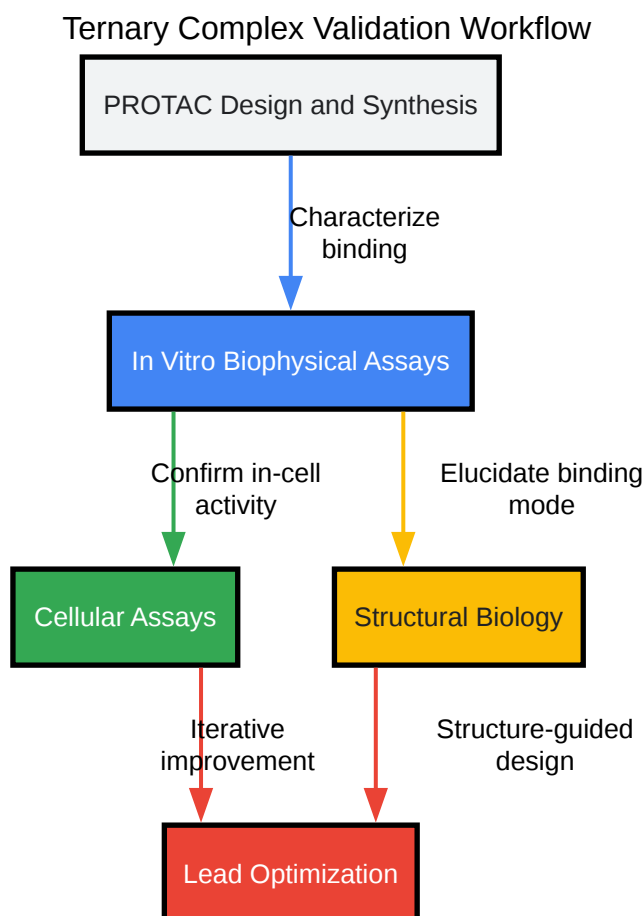 Ternary Complex Validation Workflow
PROTAC Design and Synthesis
Characterize
binding
In Vitro Biophysical Assays
Confirm in-cell
activity
Elucidate binding
mode
Cellular Assays
Structural Biology
Iterative
improvement
Structure-guided
design
Lead Optimization